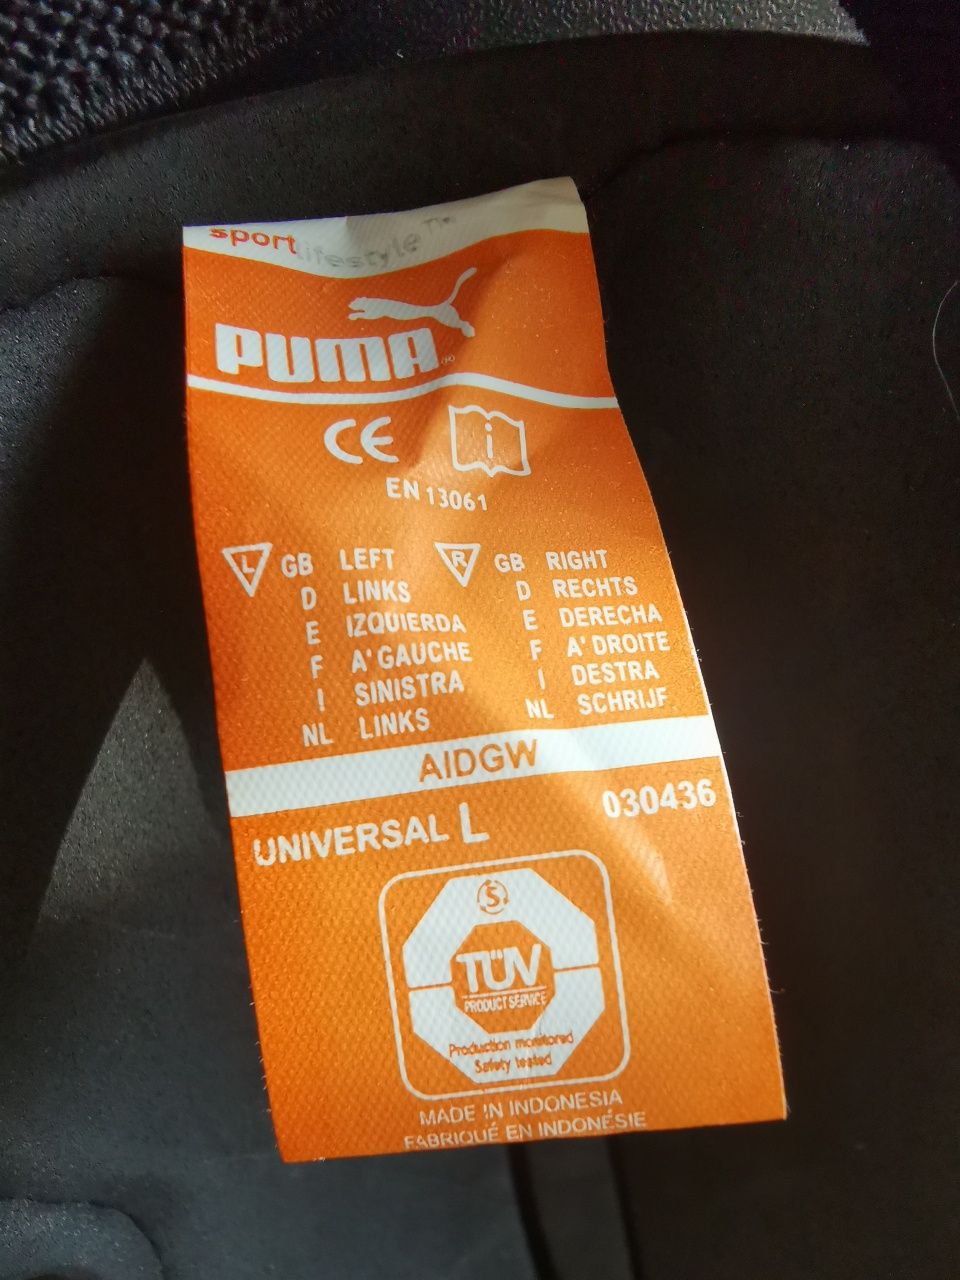 sportlifestyle™
PUMA®
CE i
EN 13061
L GB LEFT
D LINKS
E IZQUIERDA
F A' GAUCHE
I SINISTRA
NL LINKS
R GB RIGHT
D RECHTS
E DERECHA
F A' DROITE
I DESTRA
NL SCHRIJF
AIDGW
UNIVERSAL L 030436
S
TÜV
PRODUCT SERVICE
Production monitored
Safety tested
MADE IN INDONESIA
FABRIQUÉ EN INDONÉSIE